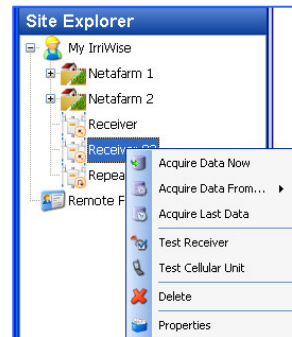 Site Explorer
My IrriWise
Netafarm 1
Netafarm 2
Receiver
Receiver
Acquire Data Now
Acquire Data From...
Acquire Last Data
Test Receiver
Test Cellular Unit
Delete
Properties
Remote